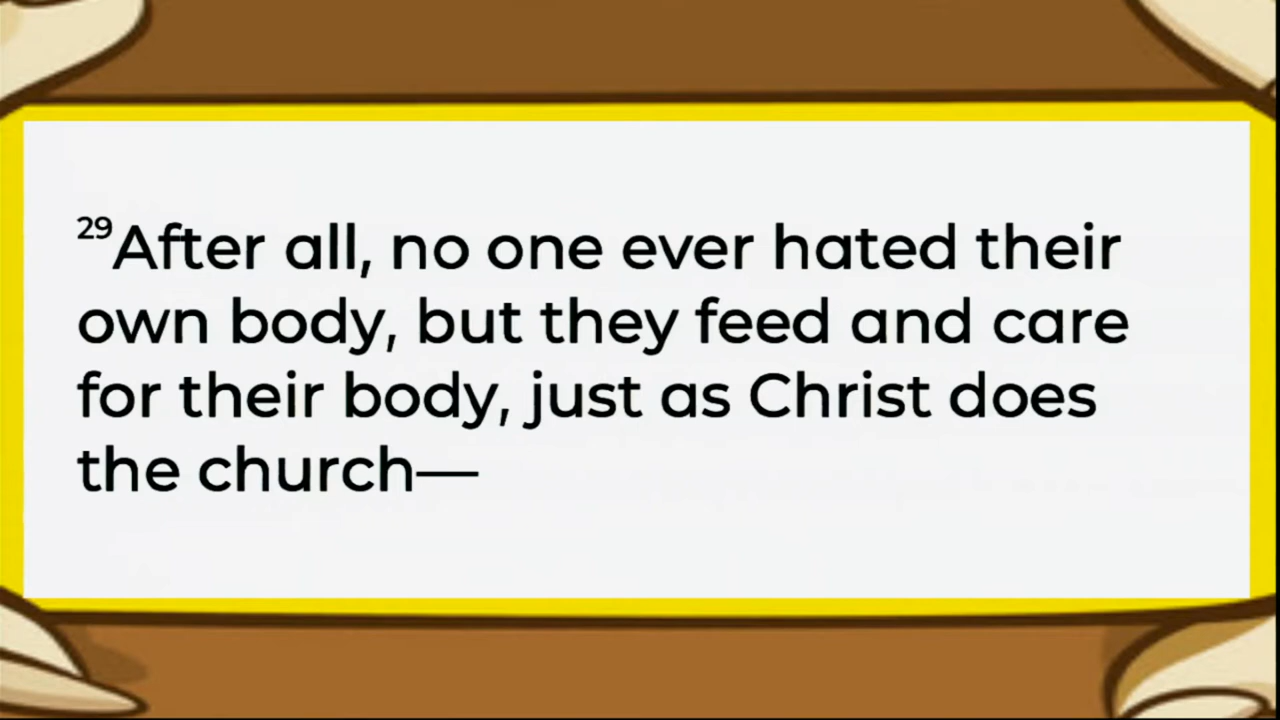 29After all, no one ever hated their
own body, but they feed and care
for their body, just as Christ does
the church—